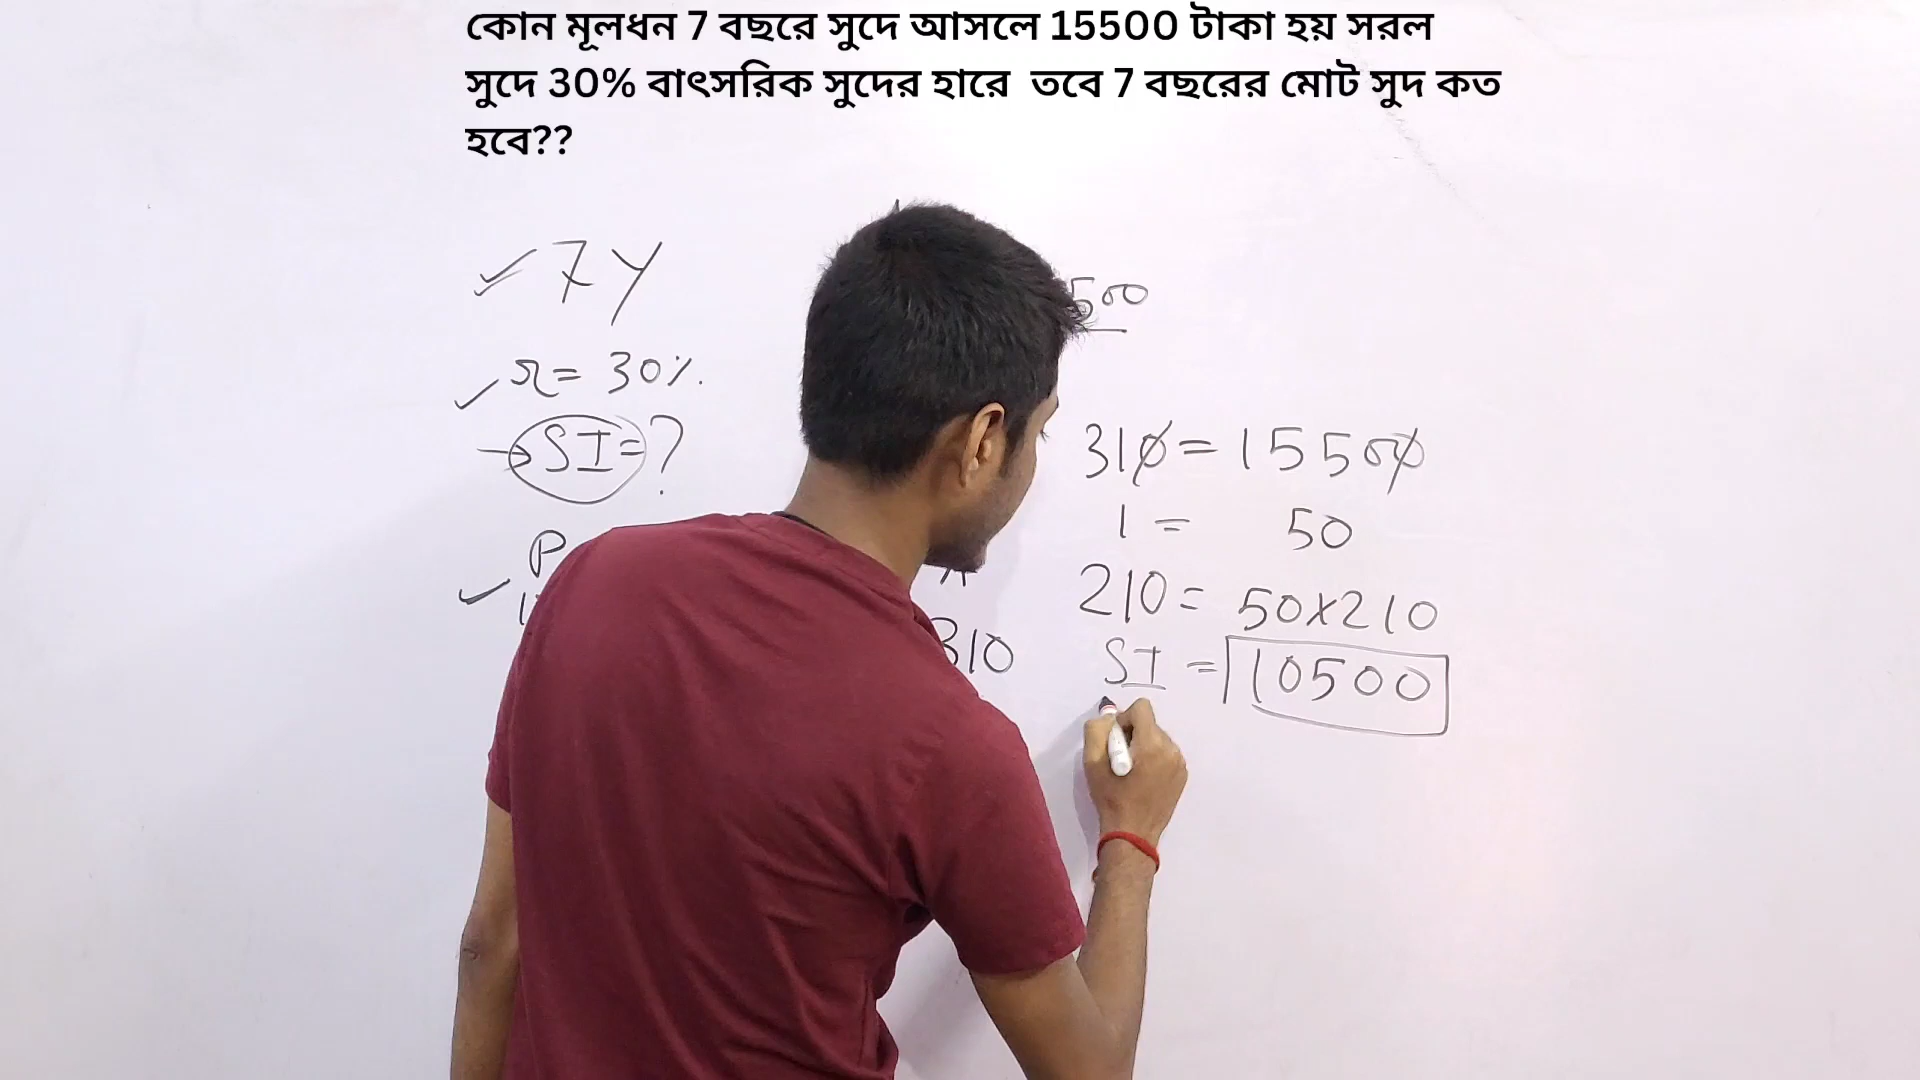 কোন মূলধন 7 বছরে সুদে আসলে 15500 টাকা হয় সরল
সুদে 30% বাৎসরিক সুদের হারে তবে 7 বছরের মোট সুদ কত
হবে??
7Y
r = 30%.
SI = ?
P
500
310
310 = 15500
1 = 50
210 = 50x210
SI = 10500